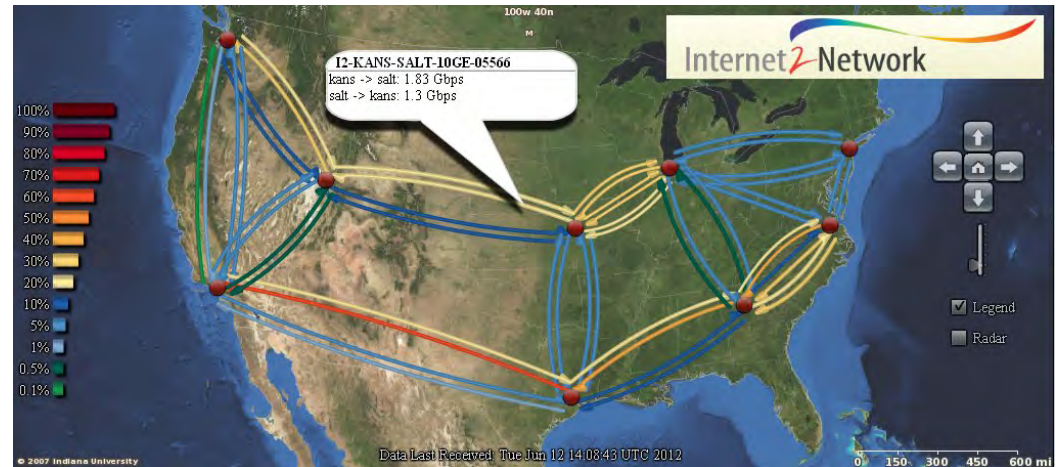 100w 40n
M
Internet2 Network
I2-KANS-SALT-10GE-05566
kans -> salt: 1.83 Gbps
salt -> kans: 1.3 Gbps
100%
90%
80%
70%
60%
50%
40%
30%
20%
10%
5%
1%
0.5%
0.1%
Legend
Radar
Data Last Received: Tue Jun 12 14:08:43 UTC 2012
© 2007 Indiana University
0 150 300 450 600 mi